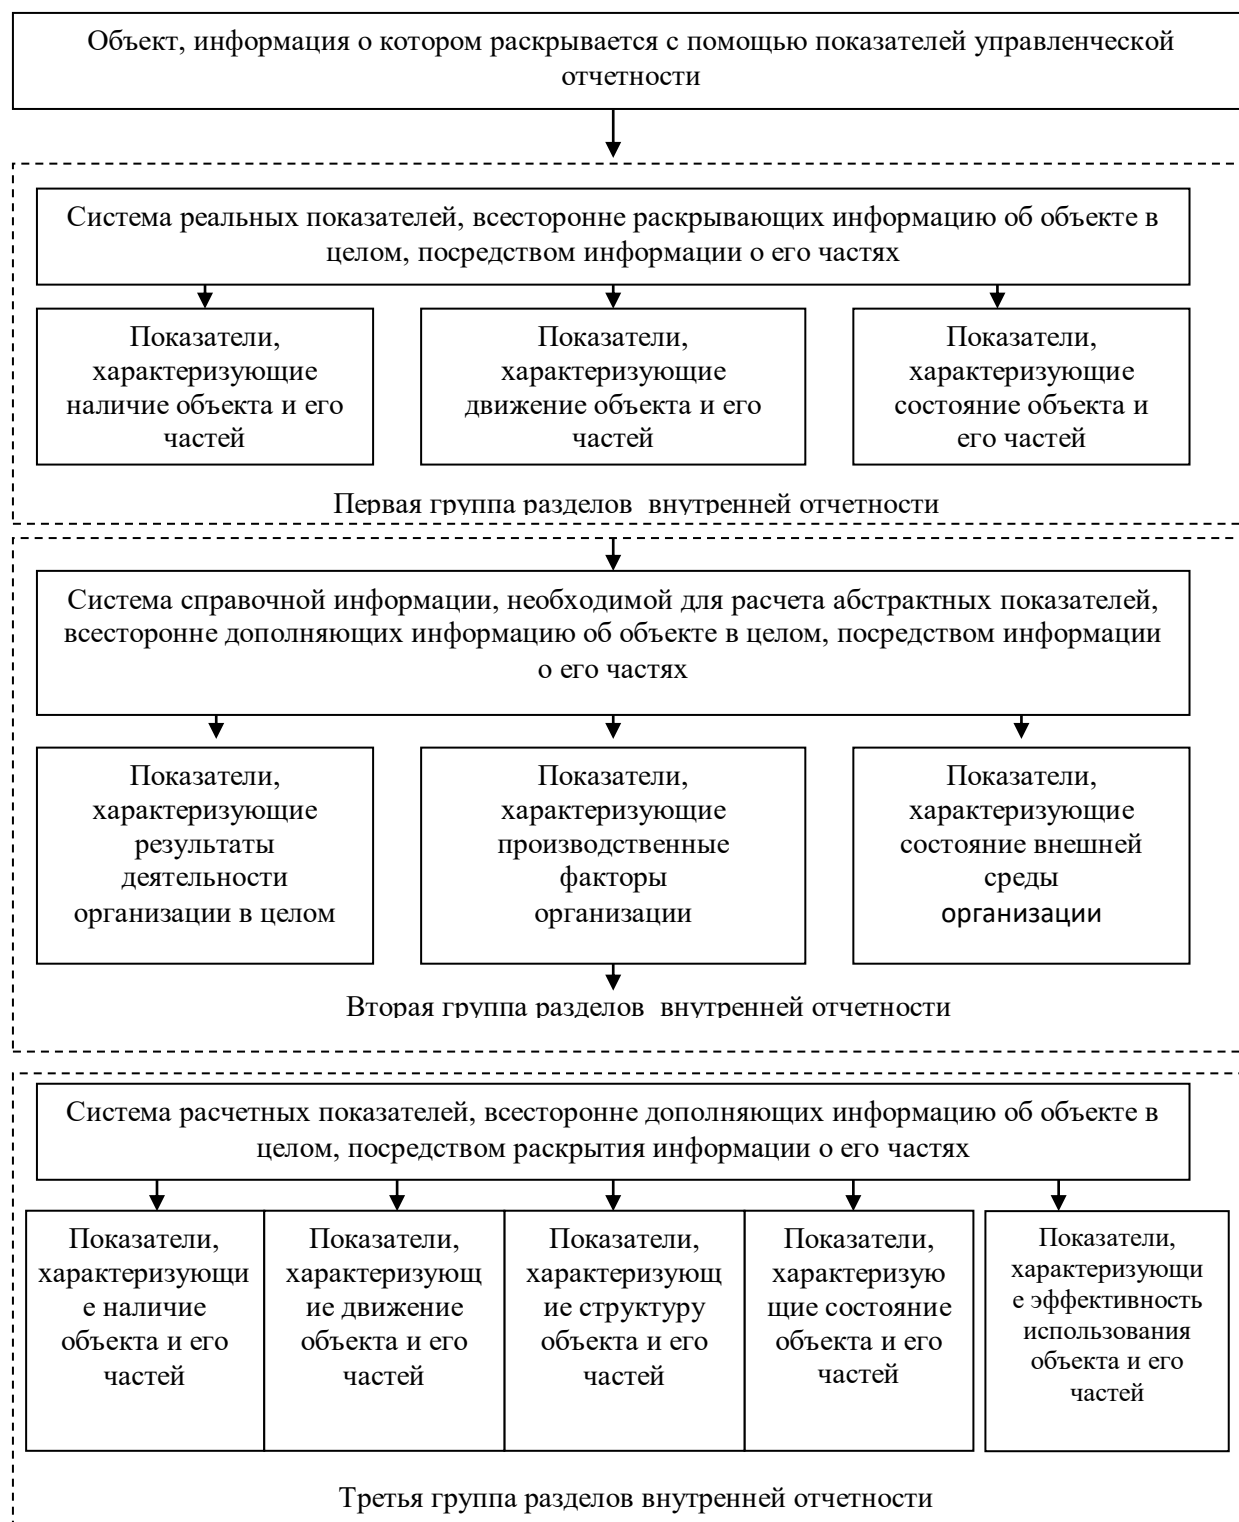 Объект, информация о котором раскрывается с помощью показателей управленческой
отчетности
Система реальных показателей, всесторонне раскрывающих информацию об объекте в
целом, посредством информации о его частях
Показатели,
характеризующие
наличие объекта и его
частей
Показатели,
характеризующие
движение объекта и его
частей
Показатели,
характеризующие
состояние объекта и
его частей
Первая группа разделов внутренней отчетности
Система справочной информации, необходимой для расчета абстрактных показателей,
всесторонне дополняющих информацию об объекте в целом, посредством информации
о его частях
Показатели,
характеризующие
результаты
деятельности
организации в целом
Показатели,
характеризующие
производственные
факторы
организации
Показатели,
характеризующие
состояние внешней
среды
организации
Вторая группа разделов внутренней отчетности
Система расчетных показателей, всесторонне дополняющих информацию об объекте в
целом, посредством раскрытия информации о его частях
Показатели,
характеризующи
е наличие
объекта и его
частей
Показатели,
характеризующ
ие движение
объекта и его
частей
Показатели,
характеризующ
ие структуру
объекта и его
частей
Показатели,
характеризую
щие состояние
объекта и его
частей
Показатели,
характеризующи
е эффективность
использования
объекта и его
частей
Третья группа разделов внутренней отчетности